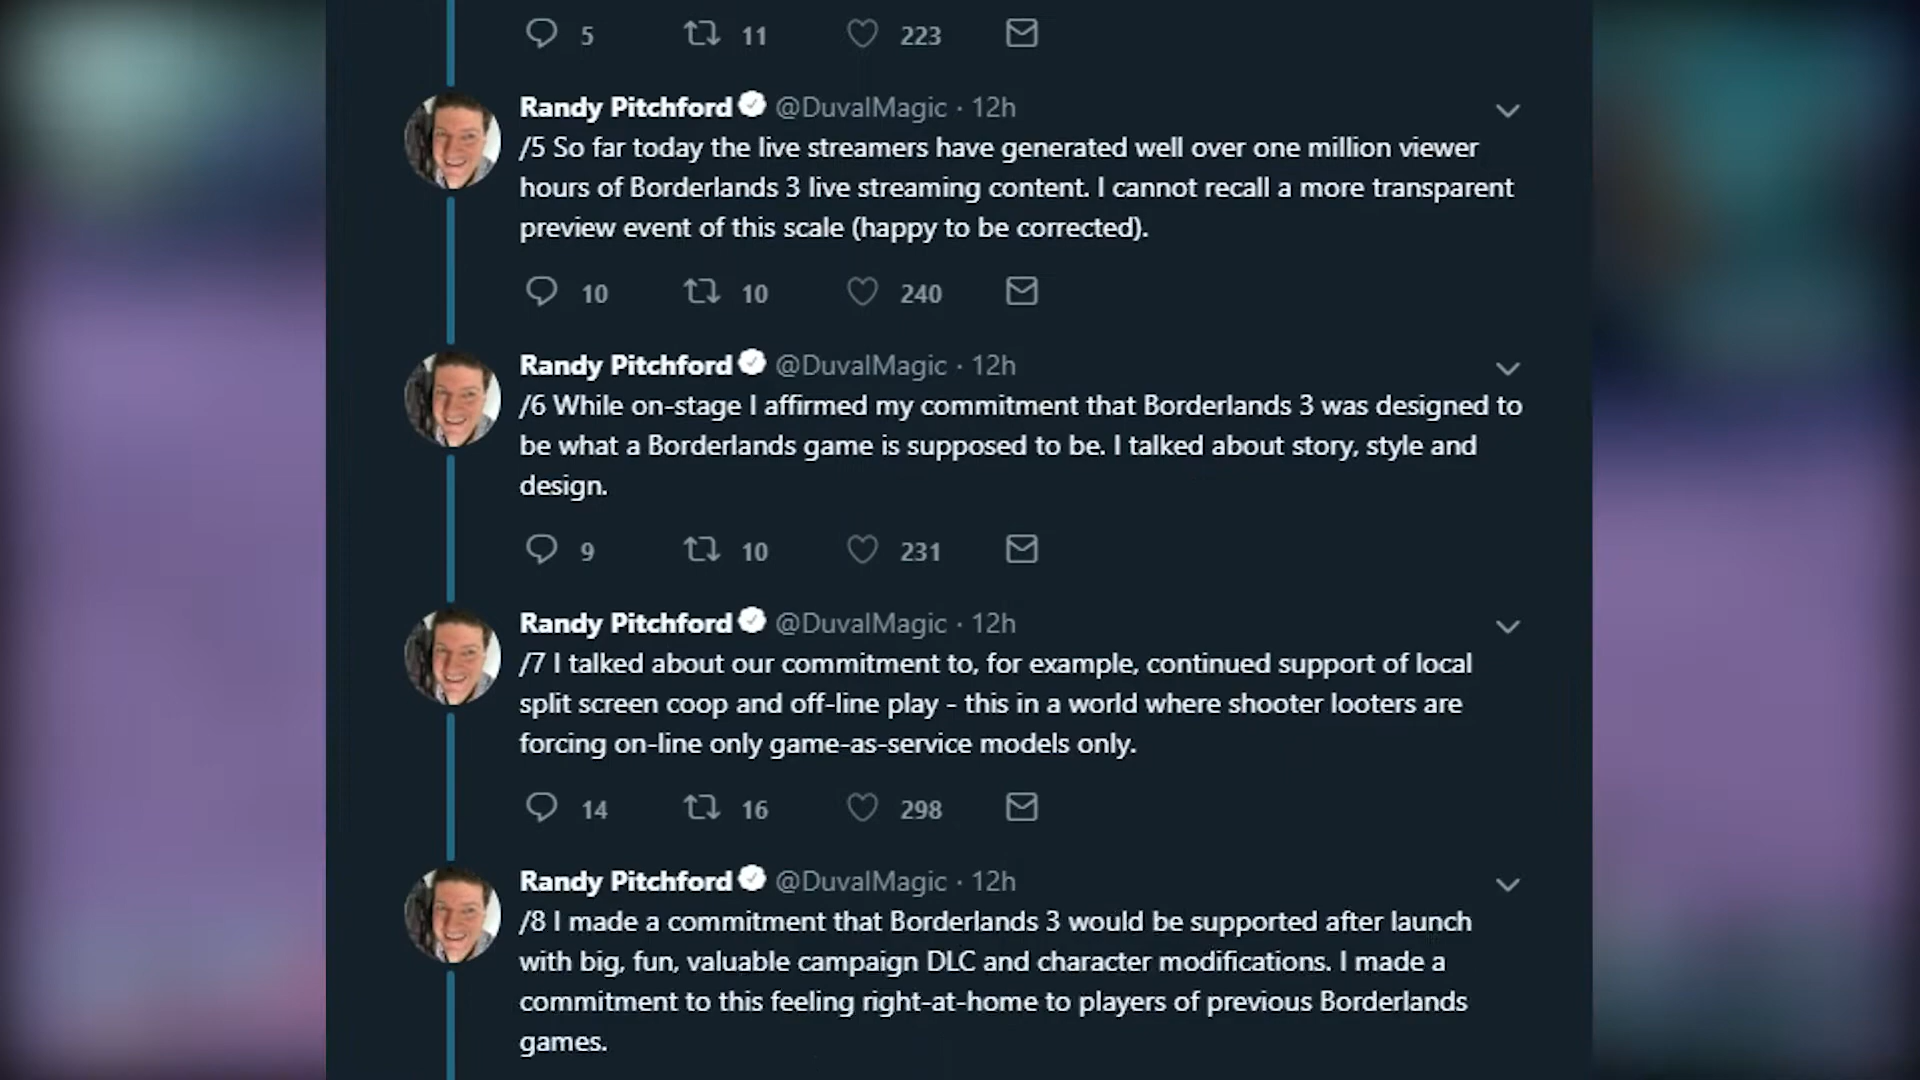 5 11 223
Randy Pitchford @DuvalMagic · 12h
/5 So far today the live streamers have generated well over one million viewer
hours of Borderlands 3 live streaming content. I cannot recall a more transparent
preview event of this scale (happy to be corrected).
10 10 240
Randy Pitchford @DuvalMagic · 12h
/6 While on-stage I affirmed my commitment that Borderlands 3 was designed to
be what a Borderlands game is supposed to be. I talked about story, style and
design.
9 10 231
Randy Pitchford @DuvalMagic · 12h
/7 I talked about our commitment to, for example, continued support of local
split screen coop and off-line play - this in a world where shooter looters are
forcing on-line only game-as-service models only.
14 16 298
Randy Pitchford @DuvalMagic · 12h
/8 I made a commitment that Borderlands 3 would be supported after launch
with big, fun, valuable campaign DLC and character modifications. I made a
commitment to this feeling right-at-home to players of previous Borderlands
games.